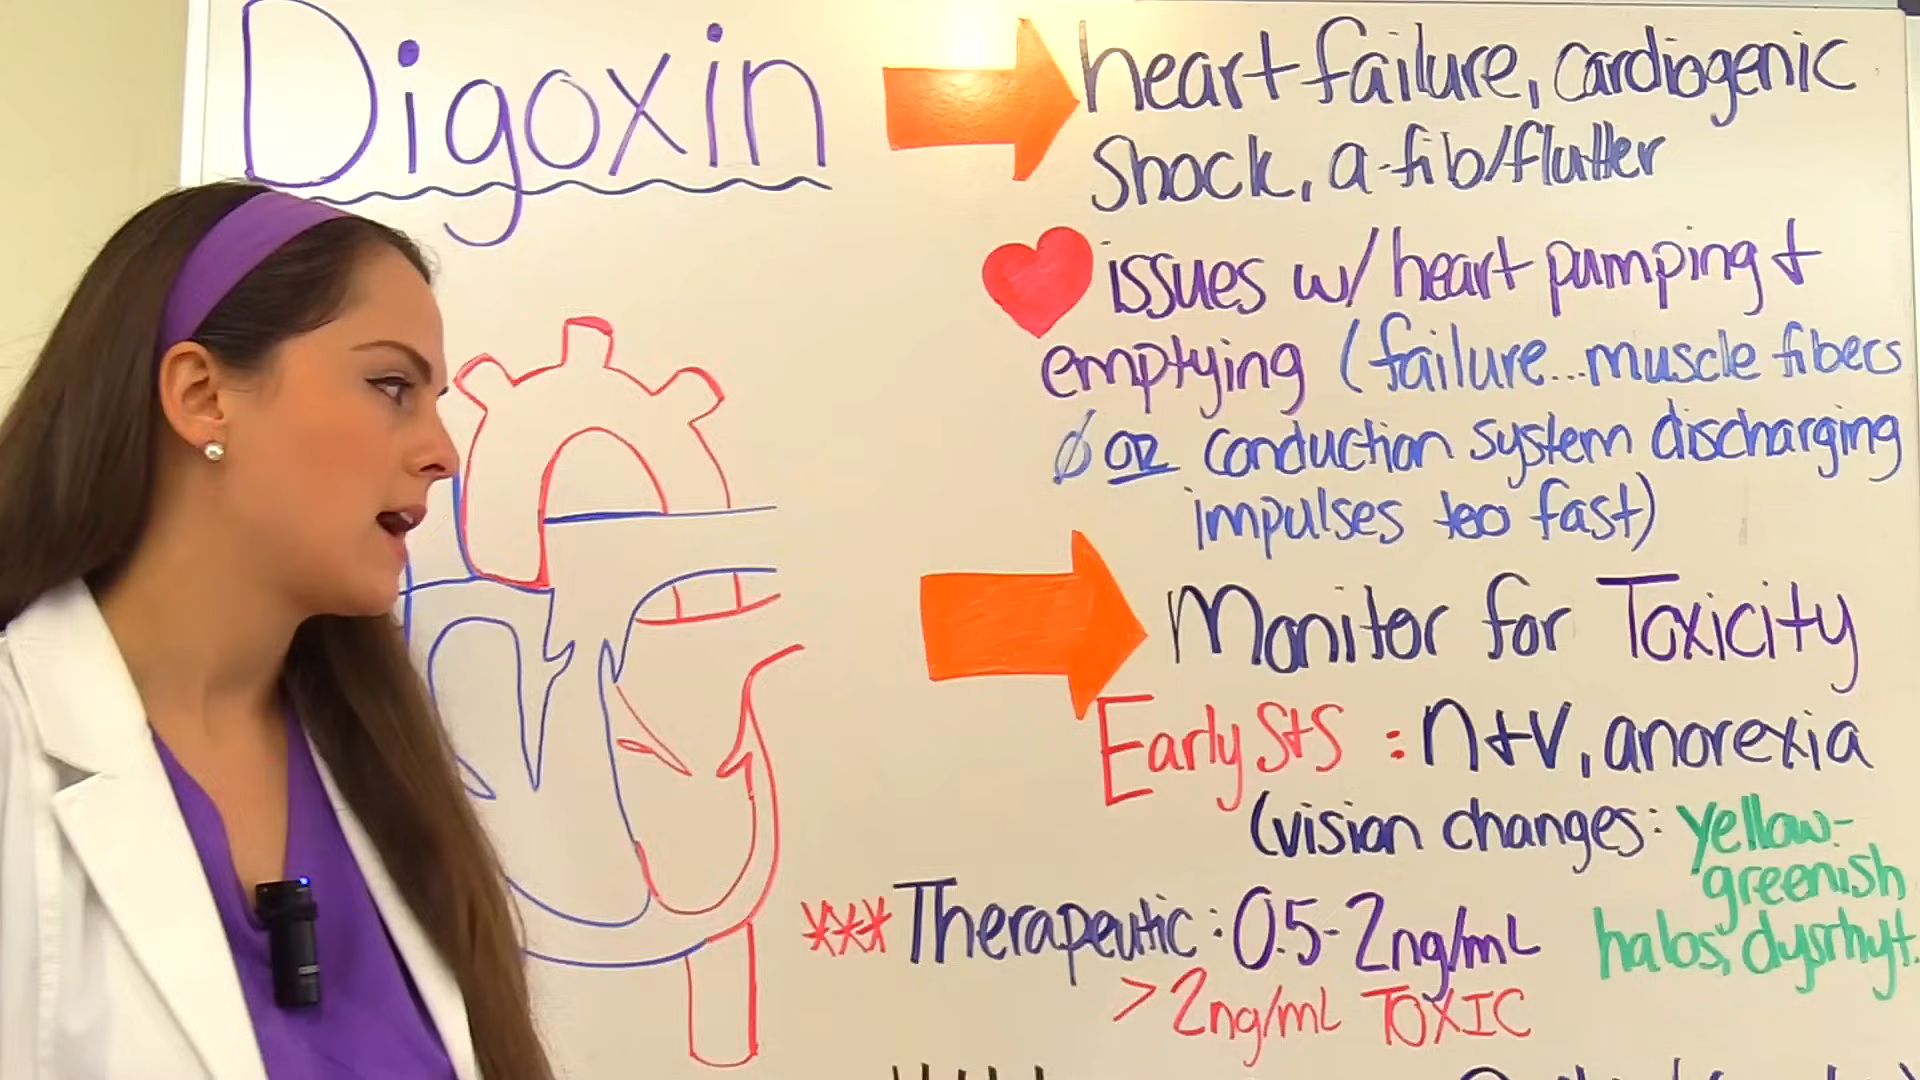 Digoxin
heart failure, cardiogenic
Shock, a-fib/flutter
issues w/ heart pumping +
emptying (failure...muscle fibers
Ø OR conduction system discharging
impulses too fast)
Monitor for Toxicity
Early S+S : n+v, anorexia
(vision changes: yellow-
greenish
halos, dysrhyt.
***Therapeutic: 0.5-2ng/mL
>2ng/mL TOXIC